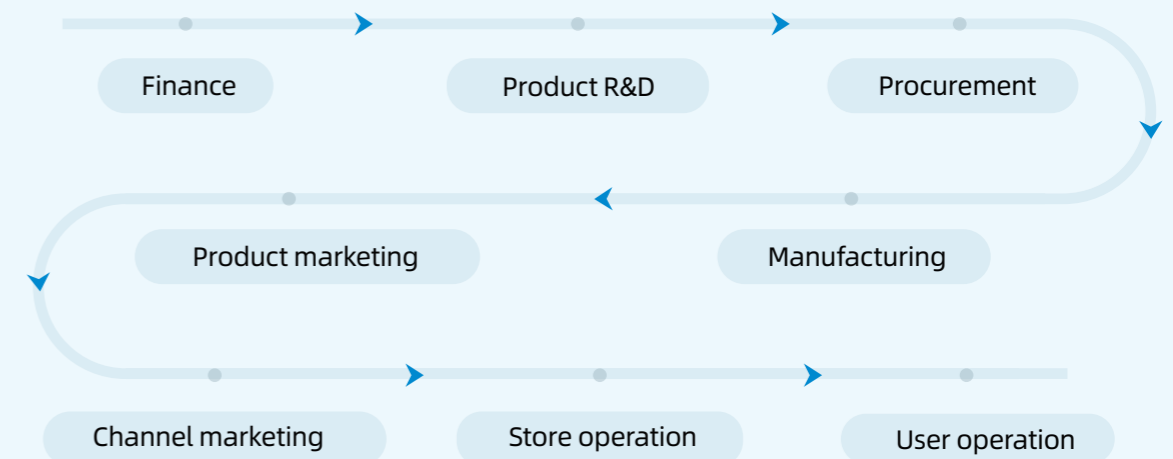 Finance
Product R&D
Procurement
Manufacturing
Product marketing
Channel marketing
Store operation
User operation